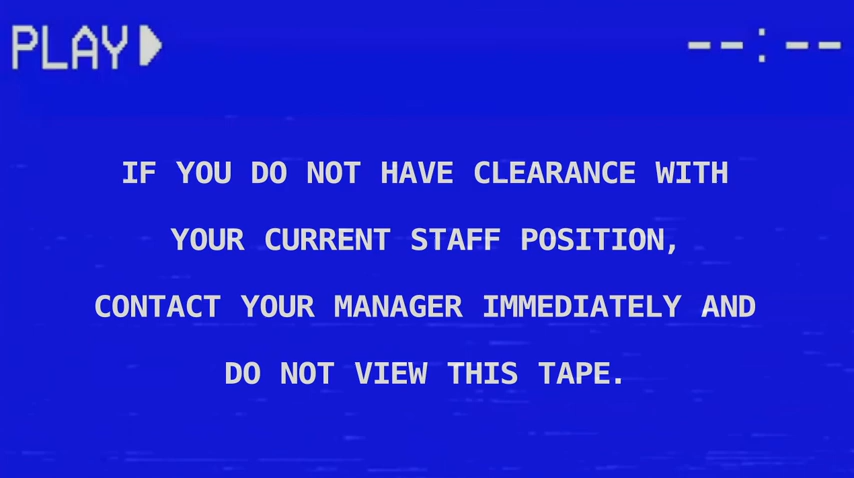 PLAY --:--
IF YOU DO NOT HAVE CLEARANCE WITH
YOUR CURRENT STAFF POSITION,
CONTACT YOUR MANAGER IMMEDIATELY AND
DO NOT VIEW THIS TAPE.